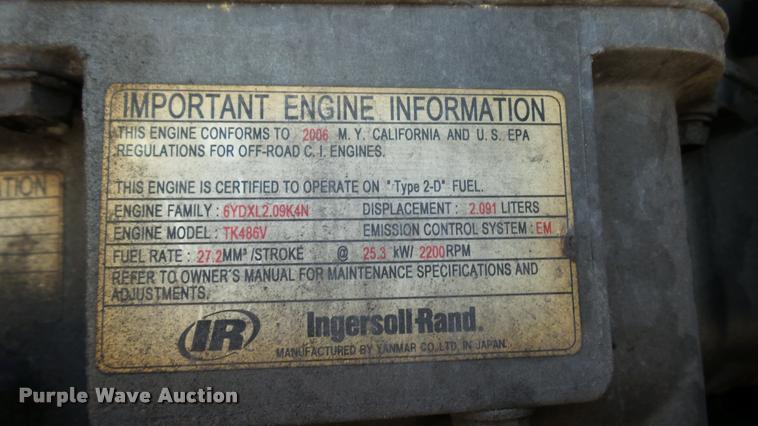 IMPORTANT ENGINE INFORMATION
THIS ENGINE CONFORMS TO 2006 M.Y. CALIFORNIA AND U.S. EPA
REGULATIONS FOR OFF-ROAD C.I. ENGINES.
THIS ENGINE IS CERTIFIED TO OPERATE ON "Type 2-D" FUEL.
ENGINE FAMILY : 6YDXL2.09K4N DISPLACEMENT : 2.091 LITERS
ENGINE MODEL : TK486V EMISSION CONTROL SYSTEM : EM
FUEL RATE : 27.2MM³ /STROKE @ 25.3 kW/ 2200RPM
REFER TO OWNER'S MANUAL FOR MAINTENANCE SPECIFICATIONS AND
ADJUSTMENTS.
IR Ingersoll-Rand.
MANUFACTURED BY YANMAR CO., LTD. IN JAPAN.
Purple Wave Auction